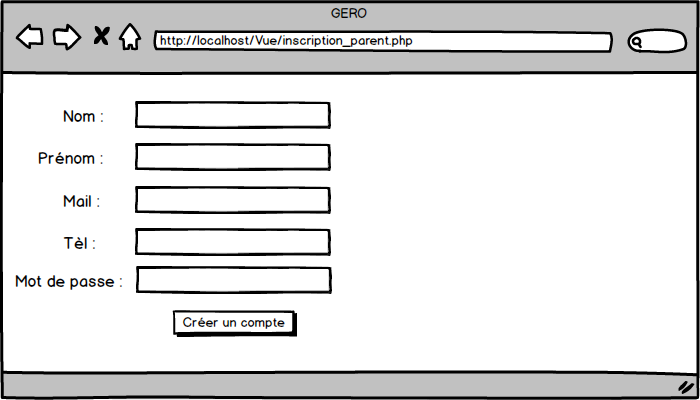 GERO
http://localhost/Vue/inscription_parent.php
Nom :
Prénom :
Mail :
Tèl :
Mot de passe :
Créer un compte